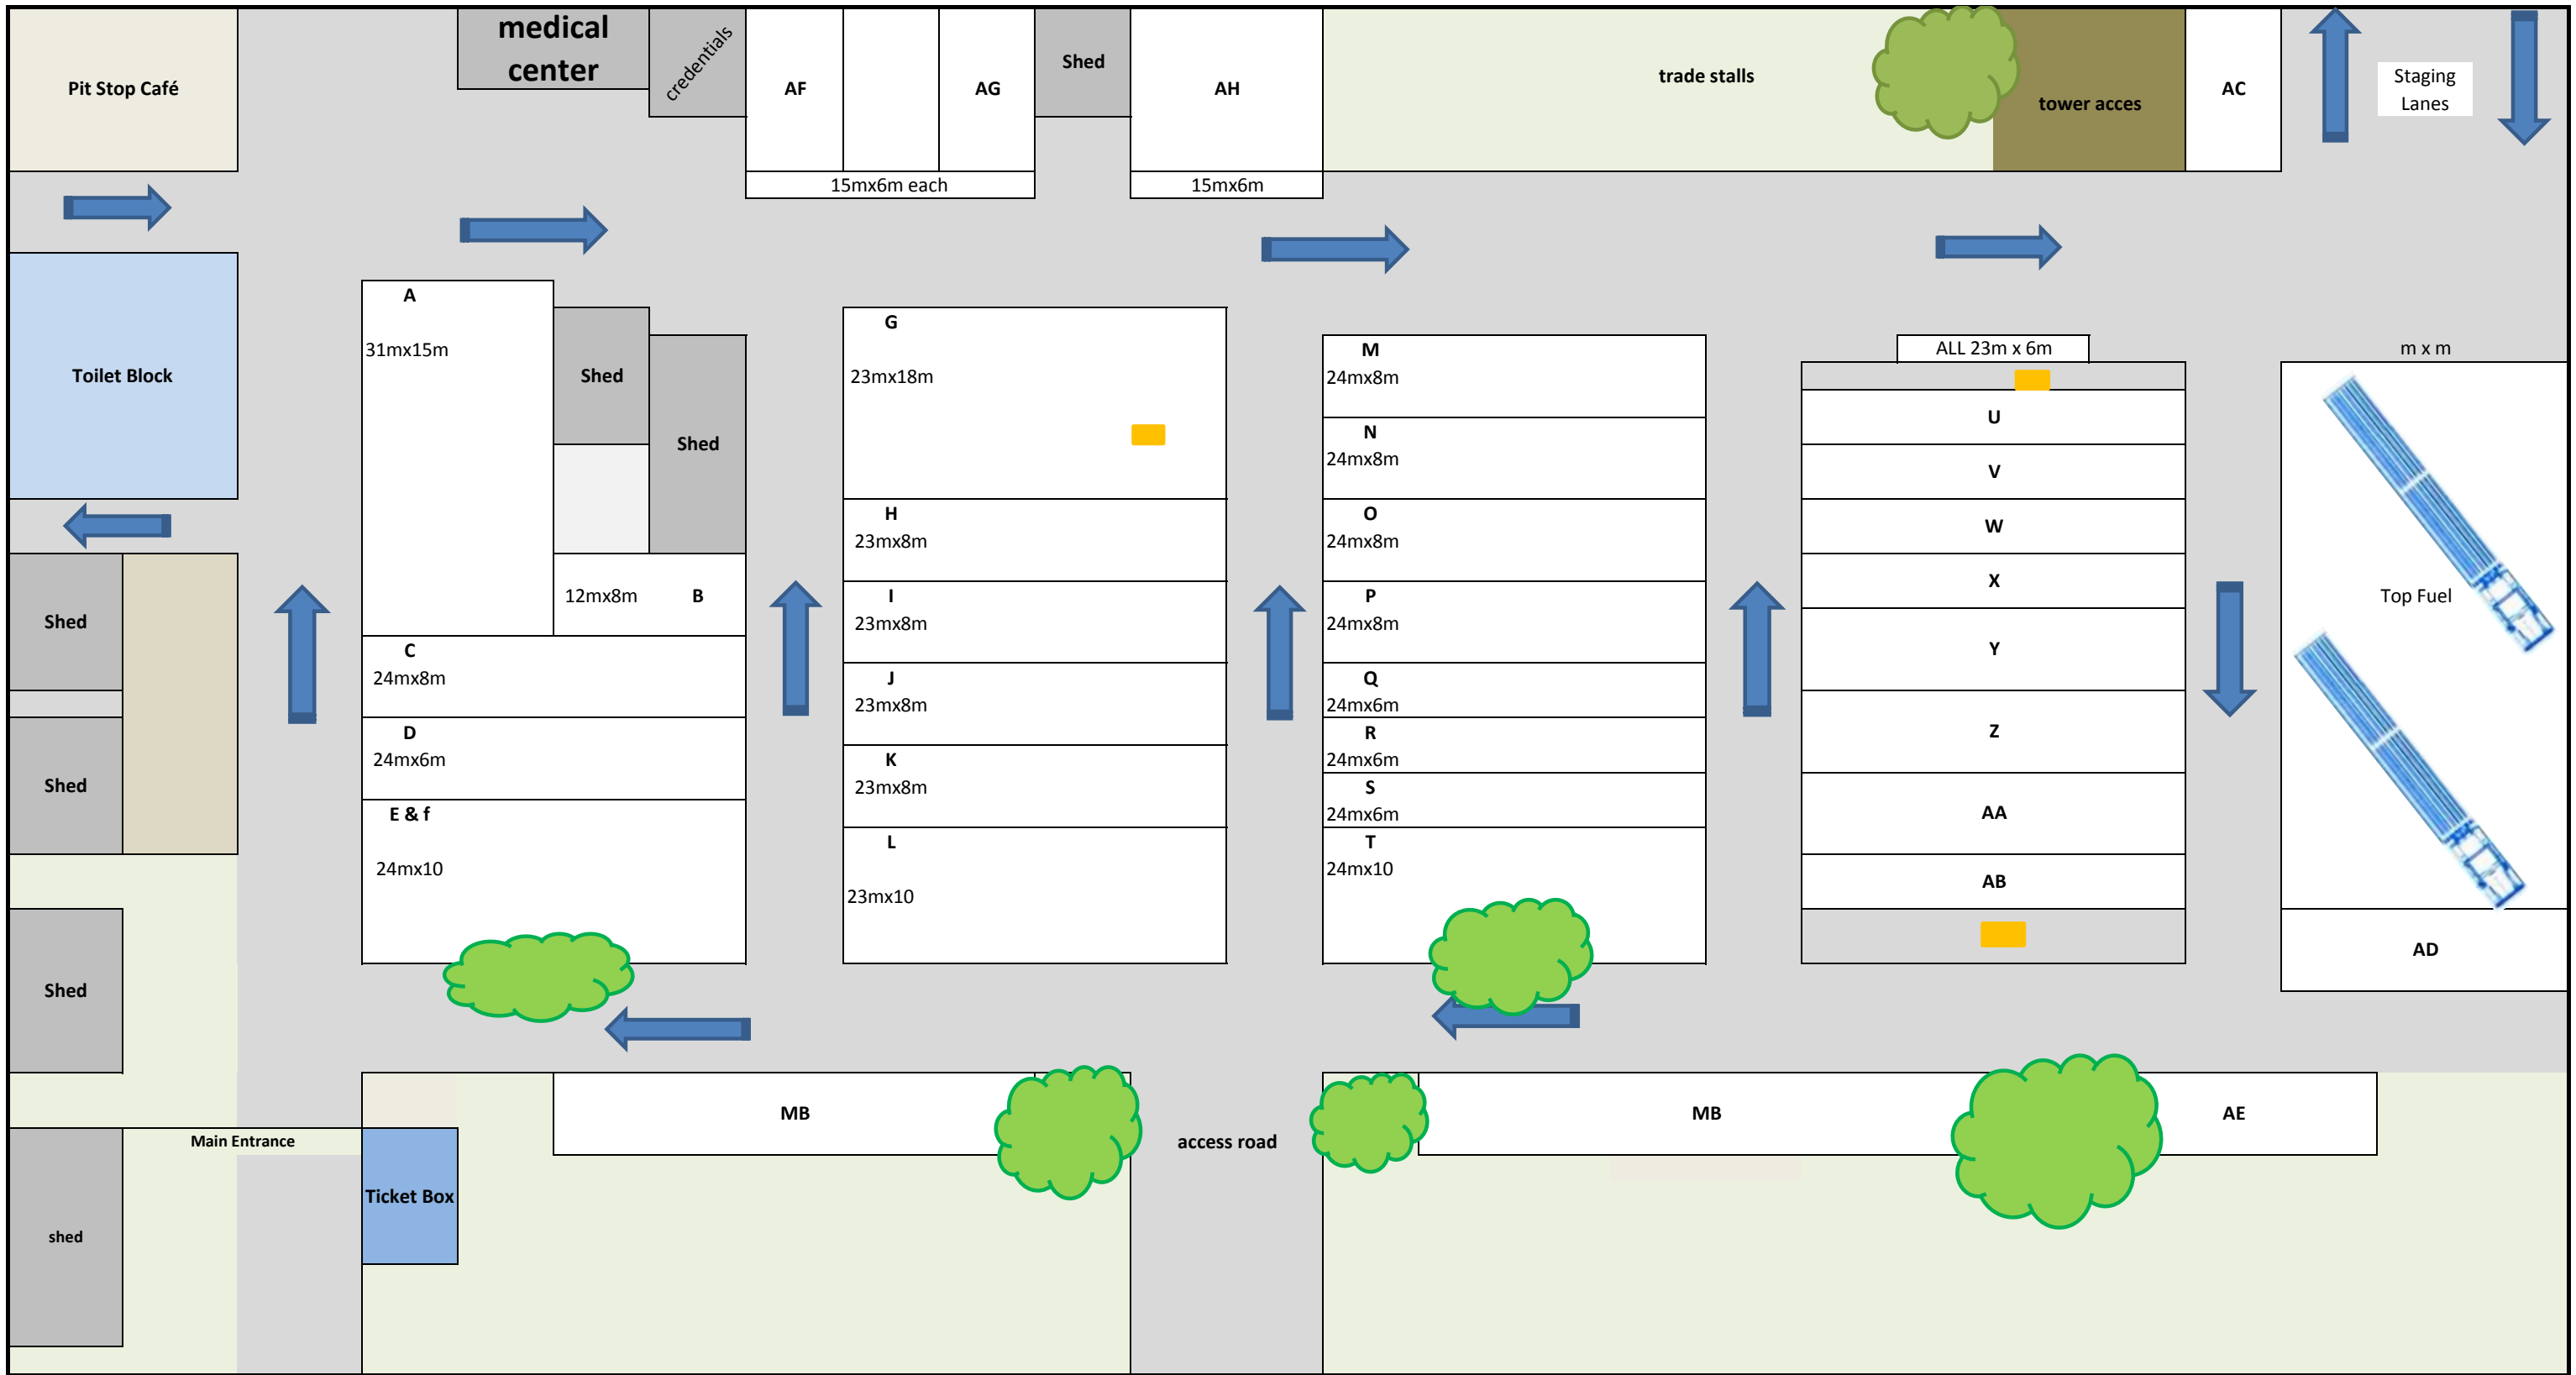 medical
center
credentials
Pit Stop Café
AF
AG
Shed
AH
trade stalls
tower acces
AC
Staging
Lanes
15mx6m each
15mx6m
Toilet Block
A
31mx15m
Shed
Shed
12mx8m
B
C
24mx8m
D
24mx6m
E & f
24mx10
G
23mx18m
H
23mx8m
I
23mx8m
J
23mx8m
K
23mx8m
L
23mx10
M
24mx8m
N
24mx8m
O
24mx8m
P
24mx8m
Q
24mx6m
R
24mx6m
S
24mx6m
T
24mx10
ALL 23m x 6m
U
V
W
X
Y
Z
AA
AB
m x m
Top Fuel
AD
Shed
Shed
Shed
Main Entrance
shed
Ticket Box
MB
access road
MB
AE